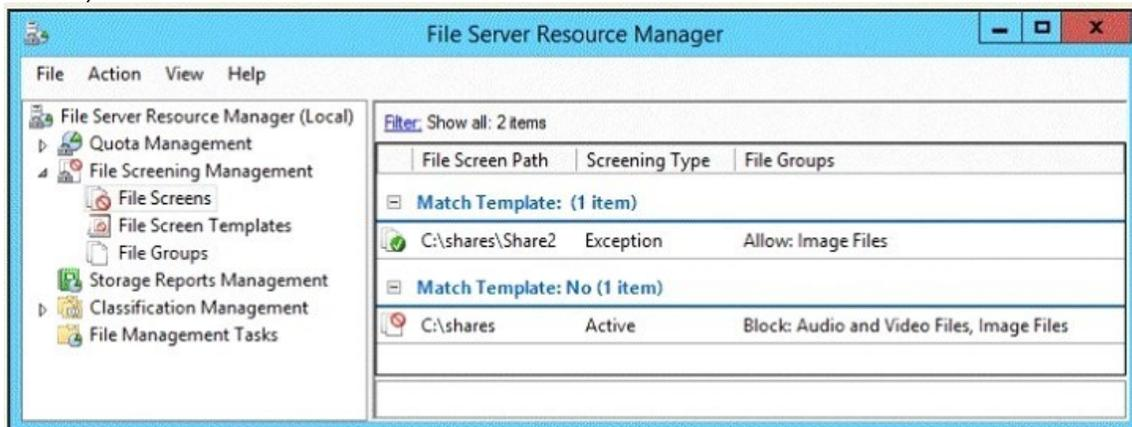 File Server Resource Manager
File Action View Help
File Server Resource Manager (Local)
Quota Management
File Screening Management
File Screens
File Screen Templates
File Groups
Storage Reports Management
Classification Management
File Management Tasks
Filter: Show all: 2 items
File Screen Path Screening Type File Groups
Match Template: (1 item)
C:\shares\Share2 Exception Allow: Image Files
Match Template: No (1 item)
C:\shares Active Block: Audio and Video Files, Image Files